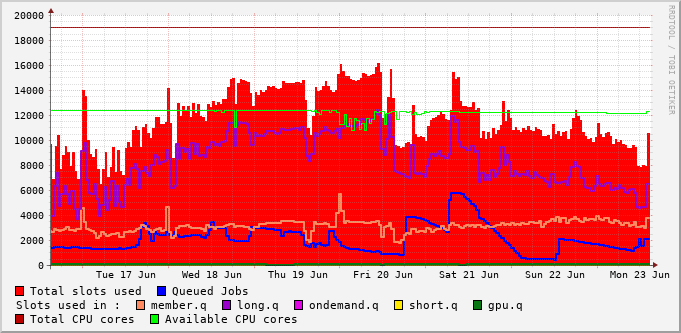 20000
18000
16000
14000
12000
10000
8000
6000
4000
2000
0
Tue 17 Jun Wed 18 Jun Thu 19 Jun Fri 20 Jun Sat 21 Jun Sun 22 Jun Mon 23 Jun
Total slots used Queued Jobs
Slots used in : member.q long.q ondemand.q short.q gpu.q
Total CPU cores Available CPU cores
RRDTOOL / TOBI OETIKER